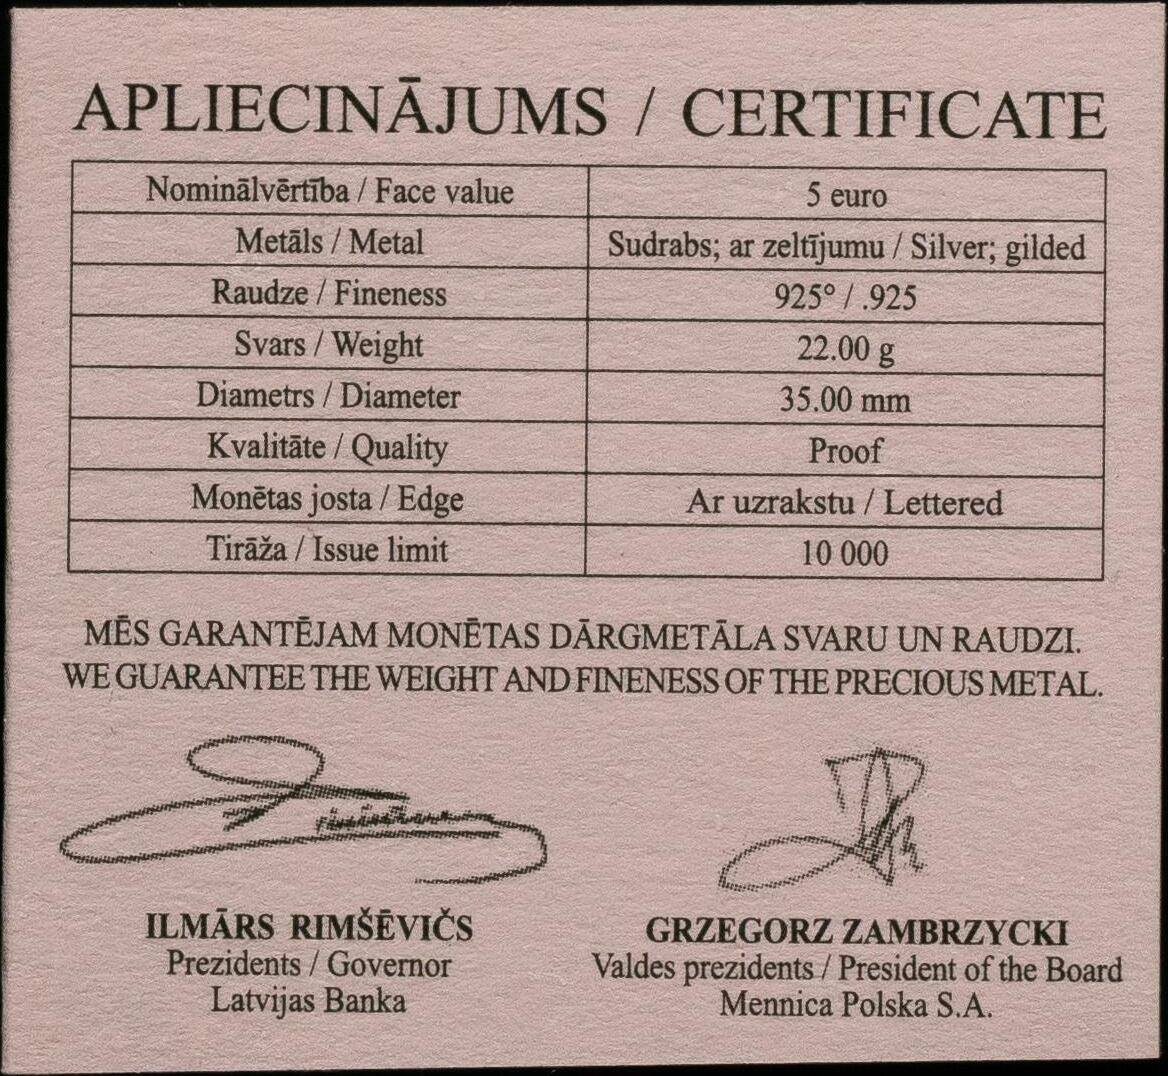 APLIECINĀJUMS / CERTIFICATE
Nominālvērtība / Face value 5 euro
Metāls / Metal Sudrabs; ar zeltījumu / Silver; gilded
Raudze / Fineness 925° / .925
Svars / Weight 22.00 g
Diametrs / Diameter 35.00 mm
Kvalitāte / Quality Proof
Monētas josta / Edge Ar uzrakstu / Lettered
Tirāža / Issue limit 10 000
MĒS GARANTĒJAM MONĒTAS DĀRGMETĀLA SVARU UN RAUDZI.
WE GUARANTEE THE WEIGHT AND FINENESS OF THE PRECIOUS METAL.
ILMĀRS RIMŠĒVIČS GRZEGORZ ZAMBRZYCKI
Prezidents / Governor Valdes prezidents / President of the Board
Latvijas Banka Mennica Polska S.A.